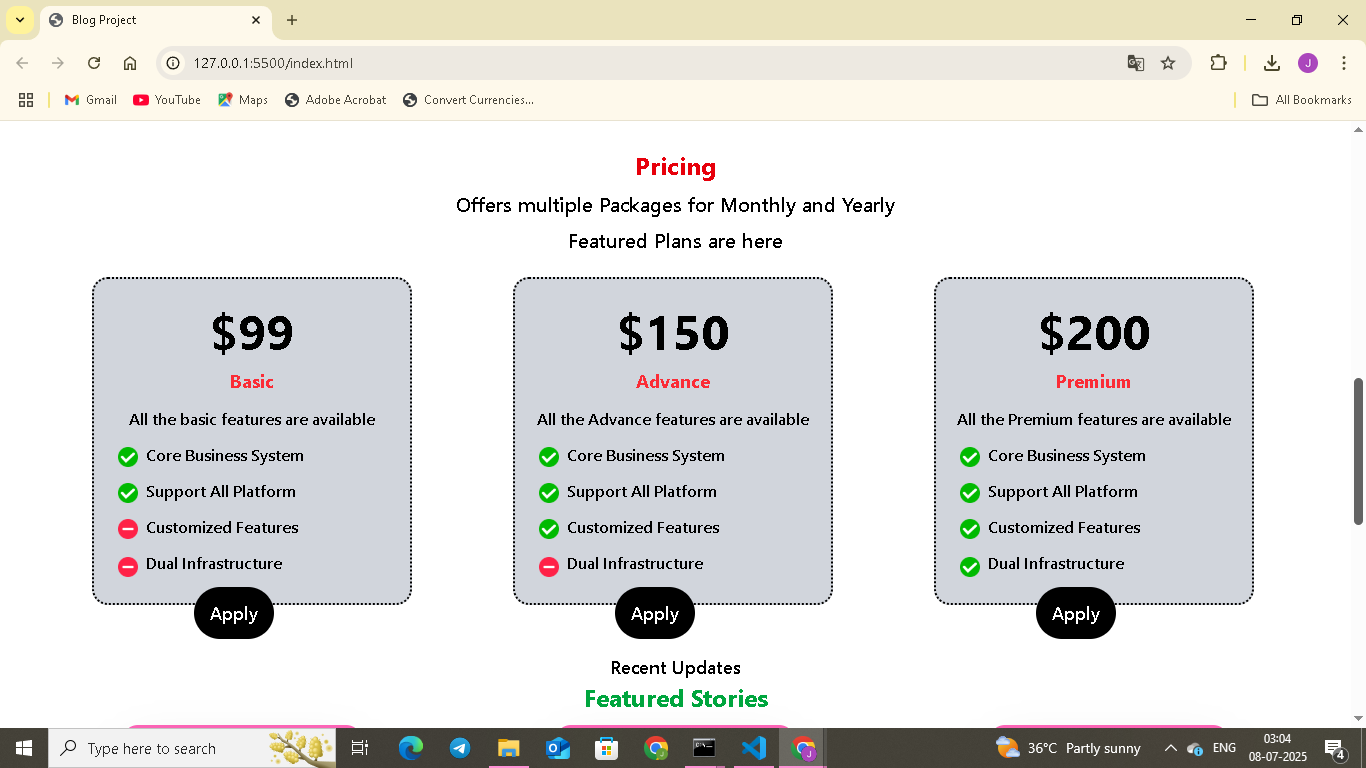 Blog Project
127.0.0.1:5500/index.html
J
Gmail YouTube Maps Adobe Acrobat Convert Currencies... All Bookmarks
Pricing
Offers multiple Packages for Monthly and Yearly
Featured Plans are here
$99
Basic
All the basic features are available
Core Business System
Support All Platform
Customized Features
Dual Infrastructure
Apply
$150
Advance
All the Advance features are available
Core Business System
Support All Platform
Customized Features
Dual Infrastructure
Apply
$200
Premium
All the Premium features are available
Core Business System
Support All Platform
Customized Features
Dual Infrastructure
Apply
Recent Updates
Featured Stories
Type here to search
36°C Partly sunny
ENG
03:04
08-07-2025
4